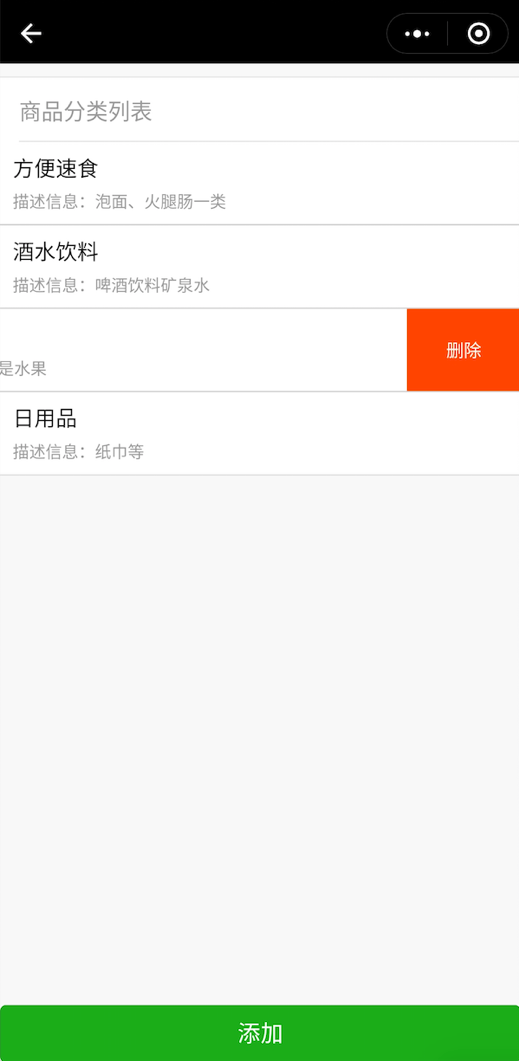 商品分类列表
方便速食
描述信息：泡面、火腿肠一类
酒水饮料
描述信息：啤酒饮料矿泉水
是水果
删除
日用品
描述信息：纸巾等
添加